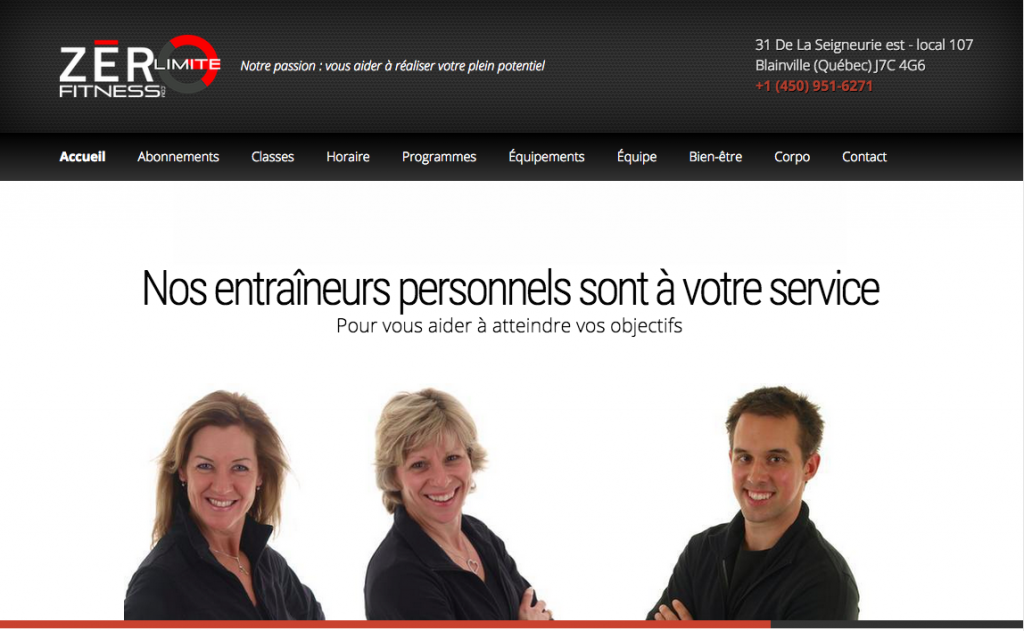 ZĒRO LIMITE
FITNESS
Notre passion : vous aider à réaliser votre plein potentiel
31 De La Seigneurie est - local 107
Blainville (Québec) J7C 4G6
+1 (450) 951-6271
Accueil Abonnements Classes Horaire Programmes Équipements Équipe Bien-être Corpo Contact
Nos entraîneurs personnels sont à votre service
Pour vous aider à atteindre vos objectifs